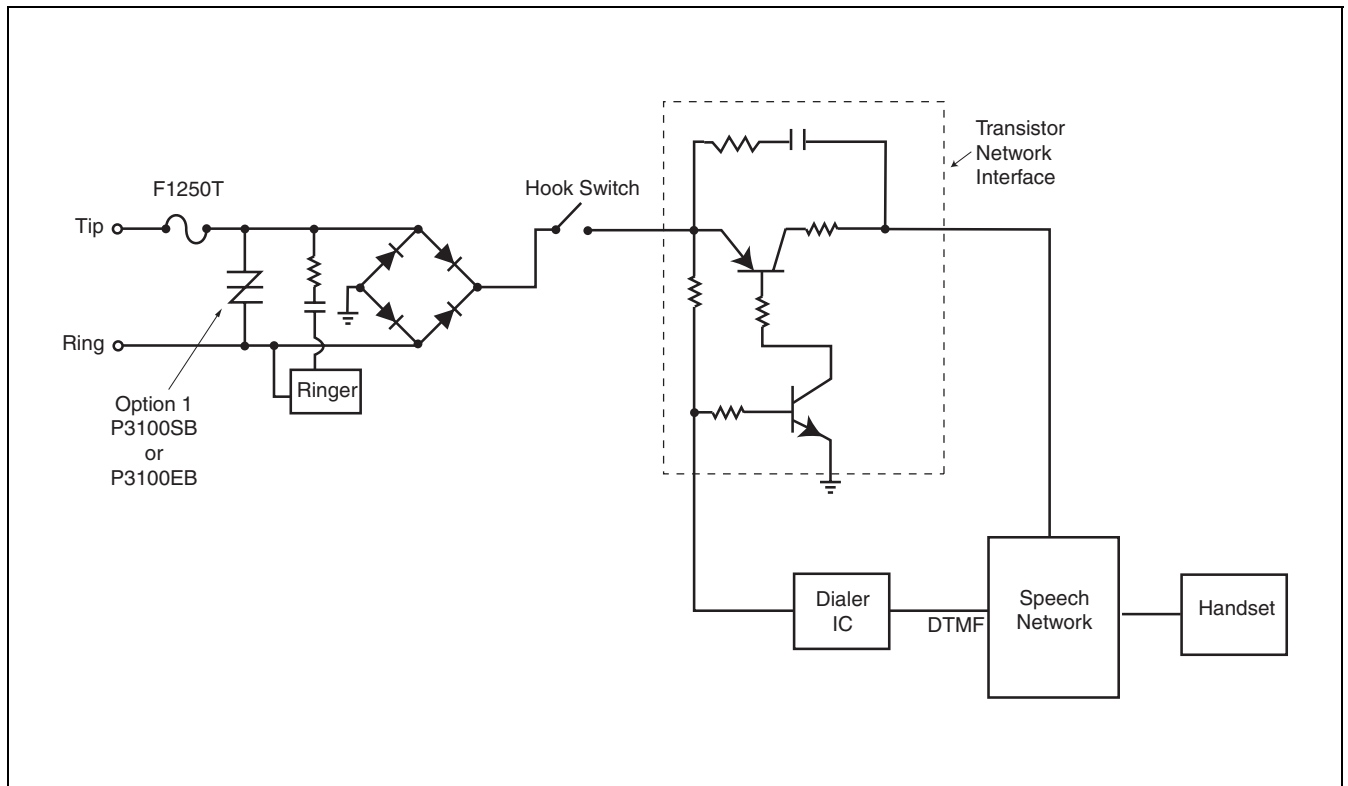 Transistor
Network
Interface
F1250T
Hook Switch
Tip
Ring
Ringer
Option 1
P3100SB
or
P3100EB
Dialer
IC
DTMF
Speech
Network
Handset